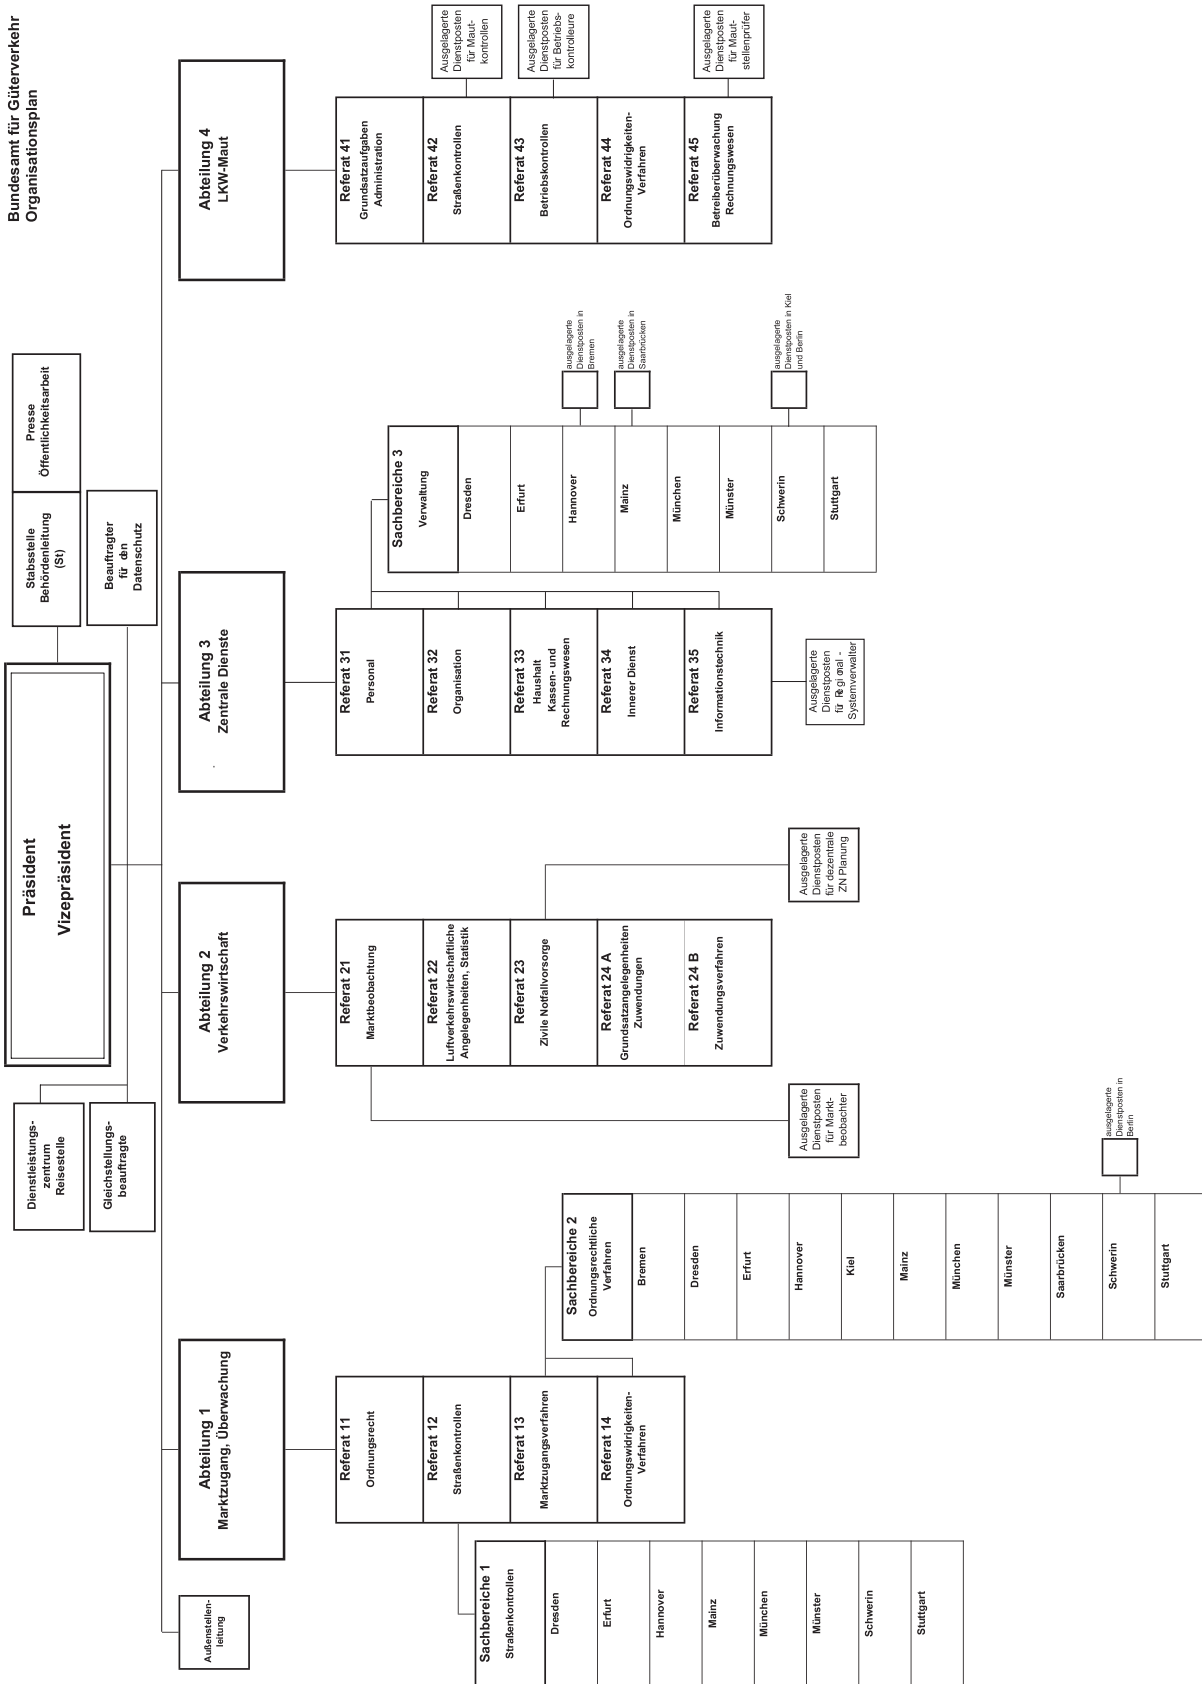 Bundesamt für Güterverkehr
Organisationsplan
Präsident
Vizepräsident
Stabsstelle
Behördenleitung
(St)
Presse
Öffentlichkeitsarbeit
Beauftragter
für den
Datenschutz
Dienstleistungs-
zentrum
Reisestelle
Gleichstellungs-
beauftragte
Außenstellen-
leitung
Abteilung 1
Marktzugang, Überwachung
Referat 11
Ordnungsrecht
Referat 12
Straßenkontrollen
Referat 13
Marktzugangsverfahren
Referat 14
Ordnungswidrigkeiten-
Verfahren
Sachbereiche 1
Straßenkontrollen
Dresden
Erfurt
Hannover
Mainz
München
Münster
Schwerin
Stuttgart
Sachbereiche 2
Ordnungsrechtliche
Verfahren
Bremen
Dresden
Erfurt
Hannover
Kiel
Mainz
München
Münster
Saarbrücken
Schwerin
Stuttgart
ausgelagerte
Dienstposten in
Berlin
Abteilung 2
Verkehrswirtschaft
Referat 21
Marktbeobachtung
Referat 22
Luftverkehrswirtschaftliche
Angelegenheiten, Statistik
Referat 23
Zivile Notfallvorsorge
Referat 24 A
Grundsatzangelegenheiten
Zuwendungen
Referat 24 B
Zuwendungsverfahren
Ausgelagerte
Dienstposten
für Markt-
beobachter
Ausgelagerte
Dienstposten
für dezentrale
ZN Planung
Abteilung 3
Zentrale Dienste
Referat 31
Personal
Referat 32
Organisation
Referat 33
Haushalt
Kassen- und
Rechnungswesen
Referat 34
Innerer Dienst
Referat 35
Informationstechnik
Ausgelagerte
Dienstposten
für Regional -
Systemverwalter
Sachbereiche 3
Verwaltung
Dresden
Erfurt
Hannover
Mainz
München
Münster
Schwerin
Stuttgart
ausgelagerte
Dienstposten in
Bremen
ausgelagerte
Dienstposten in
Saarbrücken
ausgelagerte
Dienstposten in Kiel
und Berlin
Abteilung 4
LKW-Maut
Referat 41
Grundsatzaufgaben
Administration
Referat 42
Straßenkontrollen
Referat 43
Betriebskontrollen
Referat 44
Ordnungswidrigkeiten-
Verfahren
Referat 45
Betreiberüberwachung
Rechnungswesen
Ausgelagerte
Dienstposten
für Maut-
kontrollen
Ausgelagerte
Dienstposten
für Betriebs-
kontrolleure
Ausgelagerte
Dienstposten
für Maut-
stellenprüfer